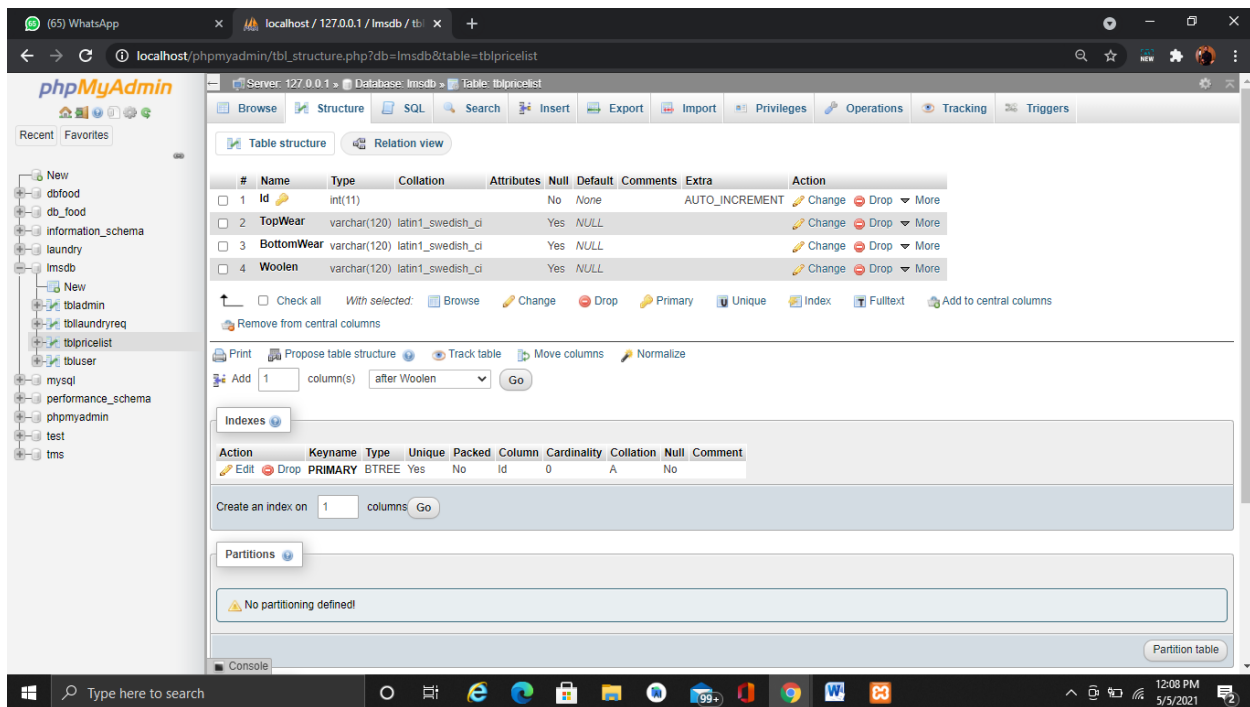 (65) WhatsApp
localhost / 127.0.0.1 / lmsdb / tbl
localhost/phpmyadmin/tbl_structure.php?db=lmsdb&table=tblpricelist
NEW
phpMyAdmin
Recent Favorites
New
dbfood
db_food
information_schema
laundry
lmsdb
New
tbladmin
tbllaundryreq
tblpricelist
tbluser
mysql
performance_schema
phpmyadmin
test
tms
Server: 127.0.0.1 » Database: lmsdb » Table: tblpricelist
Browse Structure SQL Search Insert Export Import Privileges Operations Tracking Triggers
Table structure Relation view
# Name Type Collation Attributes Null Default Comments Extra Action
1 Id int(11) No None AUTO_INCREMENT Change Drop More
2 TopWear varchar(120) latin1_swedish_ci Yes NULL Change Drop More
3 BottomWear varchar(120) latin1_swedish_ci Yes NULL Change Drop More
4 Woolen varchar(120) latin1_swedish_ci Yes NULL Change Drop More
Check all With selected: Browse Change Drop Primary Unique Index Fulltext Add to central columns
Remove from central columns
Print Propose table structure Track table Move columns Normalize
Add 1 column(s) after Woolen Go
Indexes
Action Keyname Type Unique Packed Column Cardinality Collation Null Comment
Edit Drop PRIMARY BTREE Yes No Id 0 A No
Create an index on 1 columns Go
Partitions
No partitioning defined!
Partition table
Console
Type here to search
99+
12:08 PM
5/5/2021
2